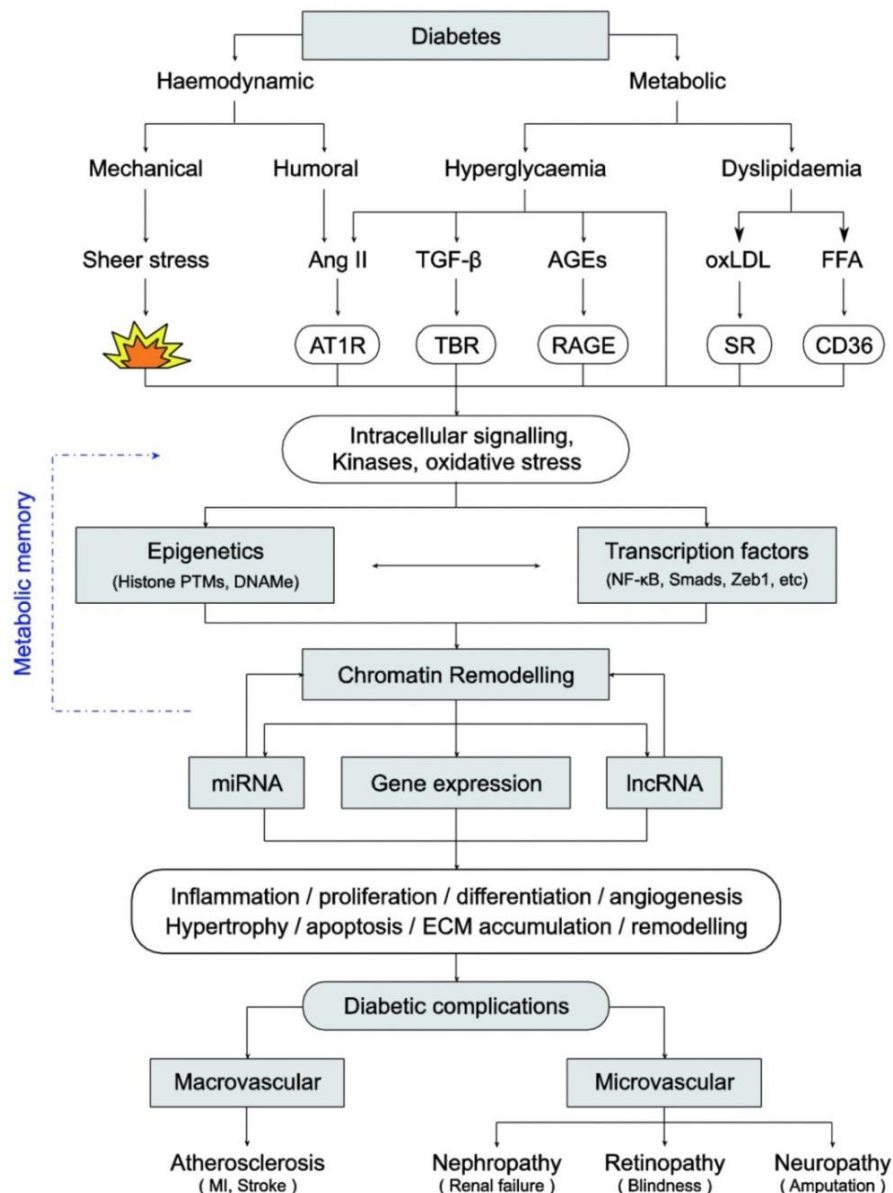 Diabetes
Haemodynamic
Metabolic
Mechanical
Humoral
Hyperglycaemia
Dyslipidaemia
Sheer stress
Ang II
TGF-β
AGEs
oxLDL
FFA
AT1R
TBR
RAGE
SR
CD36
Intracellular signalling,
Kinases, oxidative stress
Metabolic memory
Epigenetics
(Histone PTMs, DNAMe)
Transcription factors
(NF-κB, Smads, Zeb1, etc)
Chromatin Remodelling
miRNA
Gene expression
lncRNA
Inflammation / proliferation / differentiation / angiogenesis
Hypertrophy / apoptosis / ECM accumulation / remodelling
Diabetic complications
Macrovascular
Microvascular
Atherosclerosis
( MI, Stroke )
Nephropathy
( Renal failure )
Retinopathy
( Blindness )
Neuropathy
( Amputation )